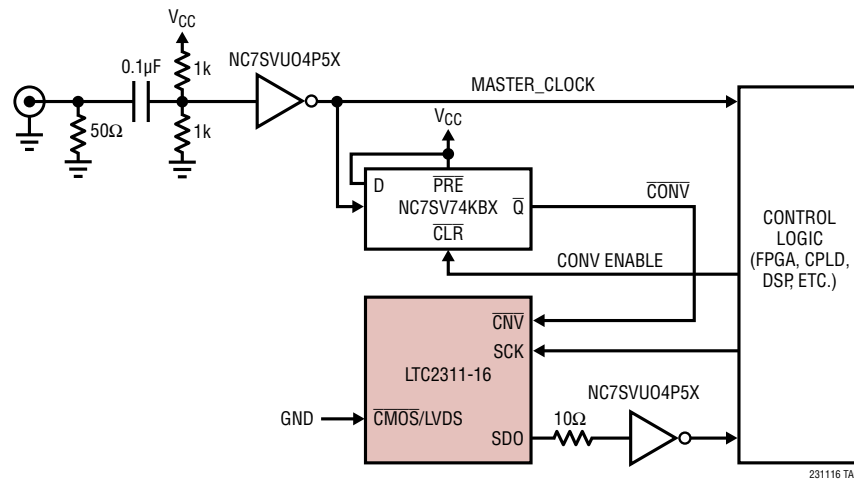 VCC
0.1µF
1k
NC7SVUO4P5X
MASTER_CLOCK
50Ω
1k
VCC
D
PRE
NC7SV74KBX
Q
CLR
CONV
CONV ENABLE
CONTROL
LOGIC
(FPGA, CPLD,
DSP, ETC.)
CNV
SCK
LTC2311-16
GND
CMOS/LVDS
SDO
10Ω
NC7SVUO4P5X
231116 TA